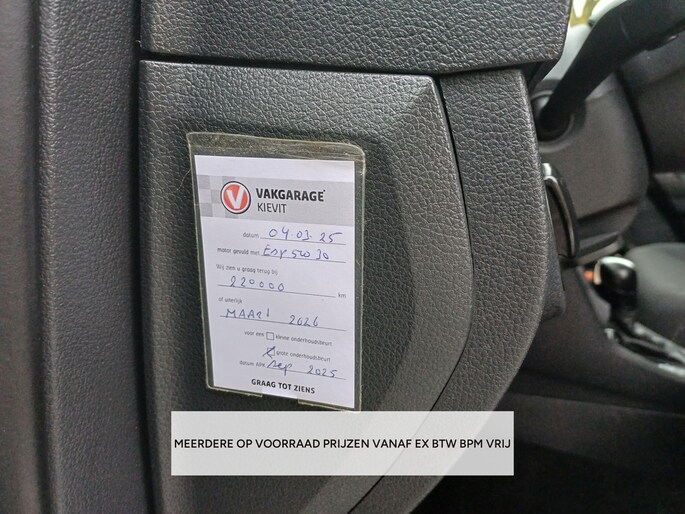 VAKGARAGE
KIEVIT
datum 04 03 25
motor gevuld met 5W30
Wij zien u graag terug bij
220000 km
of uiterlijk
MAART 2026
voor een kleine onderhoudsbeurt
grote onderhoudsbeurt
datum APK sep 2025
GRAAG TOT ZIENS
MEERDERE OP VOORRAAD PRIJZEN VANAF EX BTW BPM VRIJ